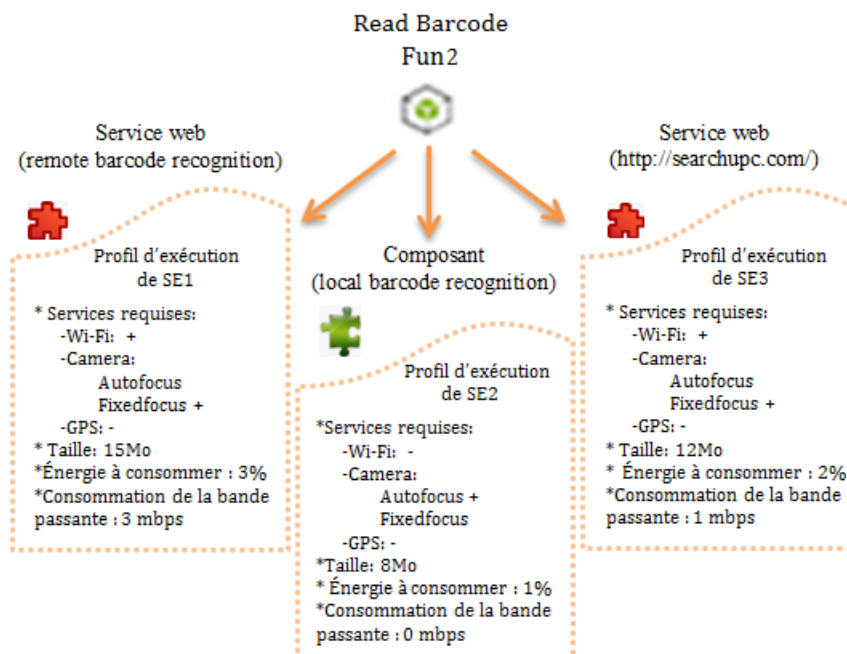 Read Barcode
Fun2
Service web
(remote barcode recognition)
Profil d'exécution
de SE1
* Services requises:
-Wi-Fi: +
-Camera:
Autofocus
Fixedfocus +
-GPS: -
* Taille: 15Mo
*Énergie à consommer : 3%
*Consommation de la bande
passante : 3 mbps
Composant
(local barcode recognition)
Profil d'exécution
de SE2
*Services requises:
-Wi-Fi: -
-Camera:
Autofocus +
Fixedfocus
-GPS: -
*Taille: 8Mo
* Énergie à consommer : 1%
*Consommation de la bande
passante : 0 mbps
Service web
(http://searchupc.com/)
Profil d'exécution
de SE3
* Services requises:
-Wi-Fi: +
-Camera:
Autofocus
Fixedfocus +
-GPS: -
* Taille: 12Mo
* Énergie à consommer : 2%
*Consommation de la bande
passante : 1 mbps